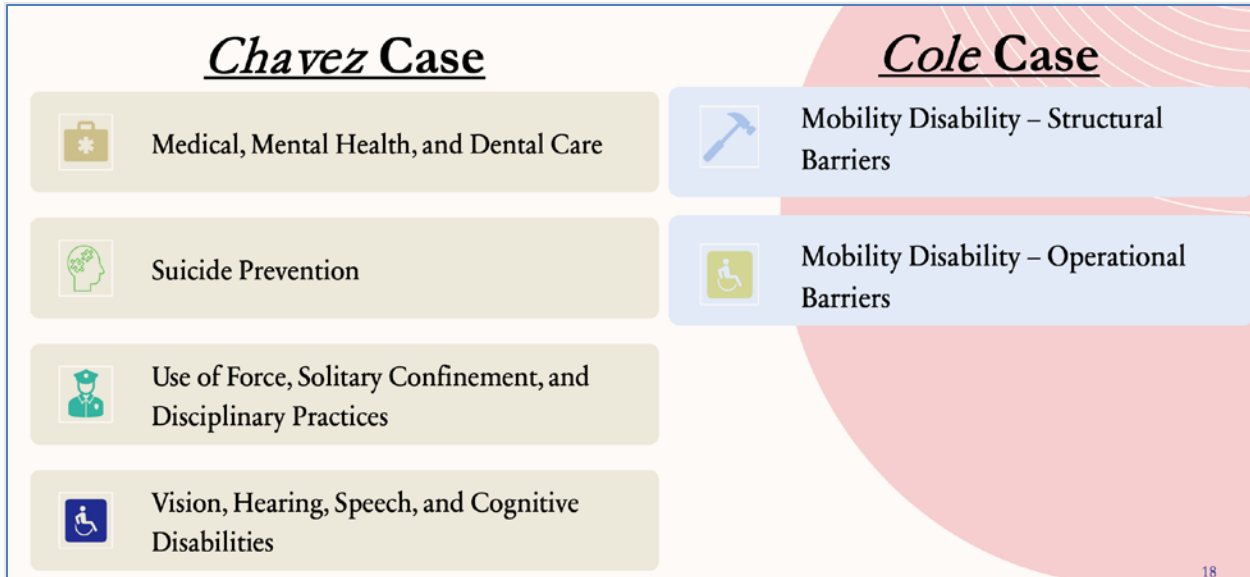 Chavez Case
Medical, Mental Health, and Dental Care
Suicide Prevention
Use of Force, Solitary Confinement, and
Disciplinary Practices
Vision, Hearing, Speech, and Cognitive
Disabilities
Cole Case
Mobility Disability – Structural
Barriers
Mobility Disability – Operational
Barriers
18